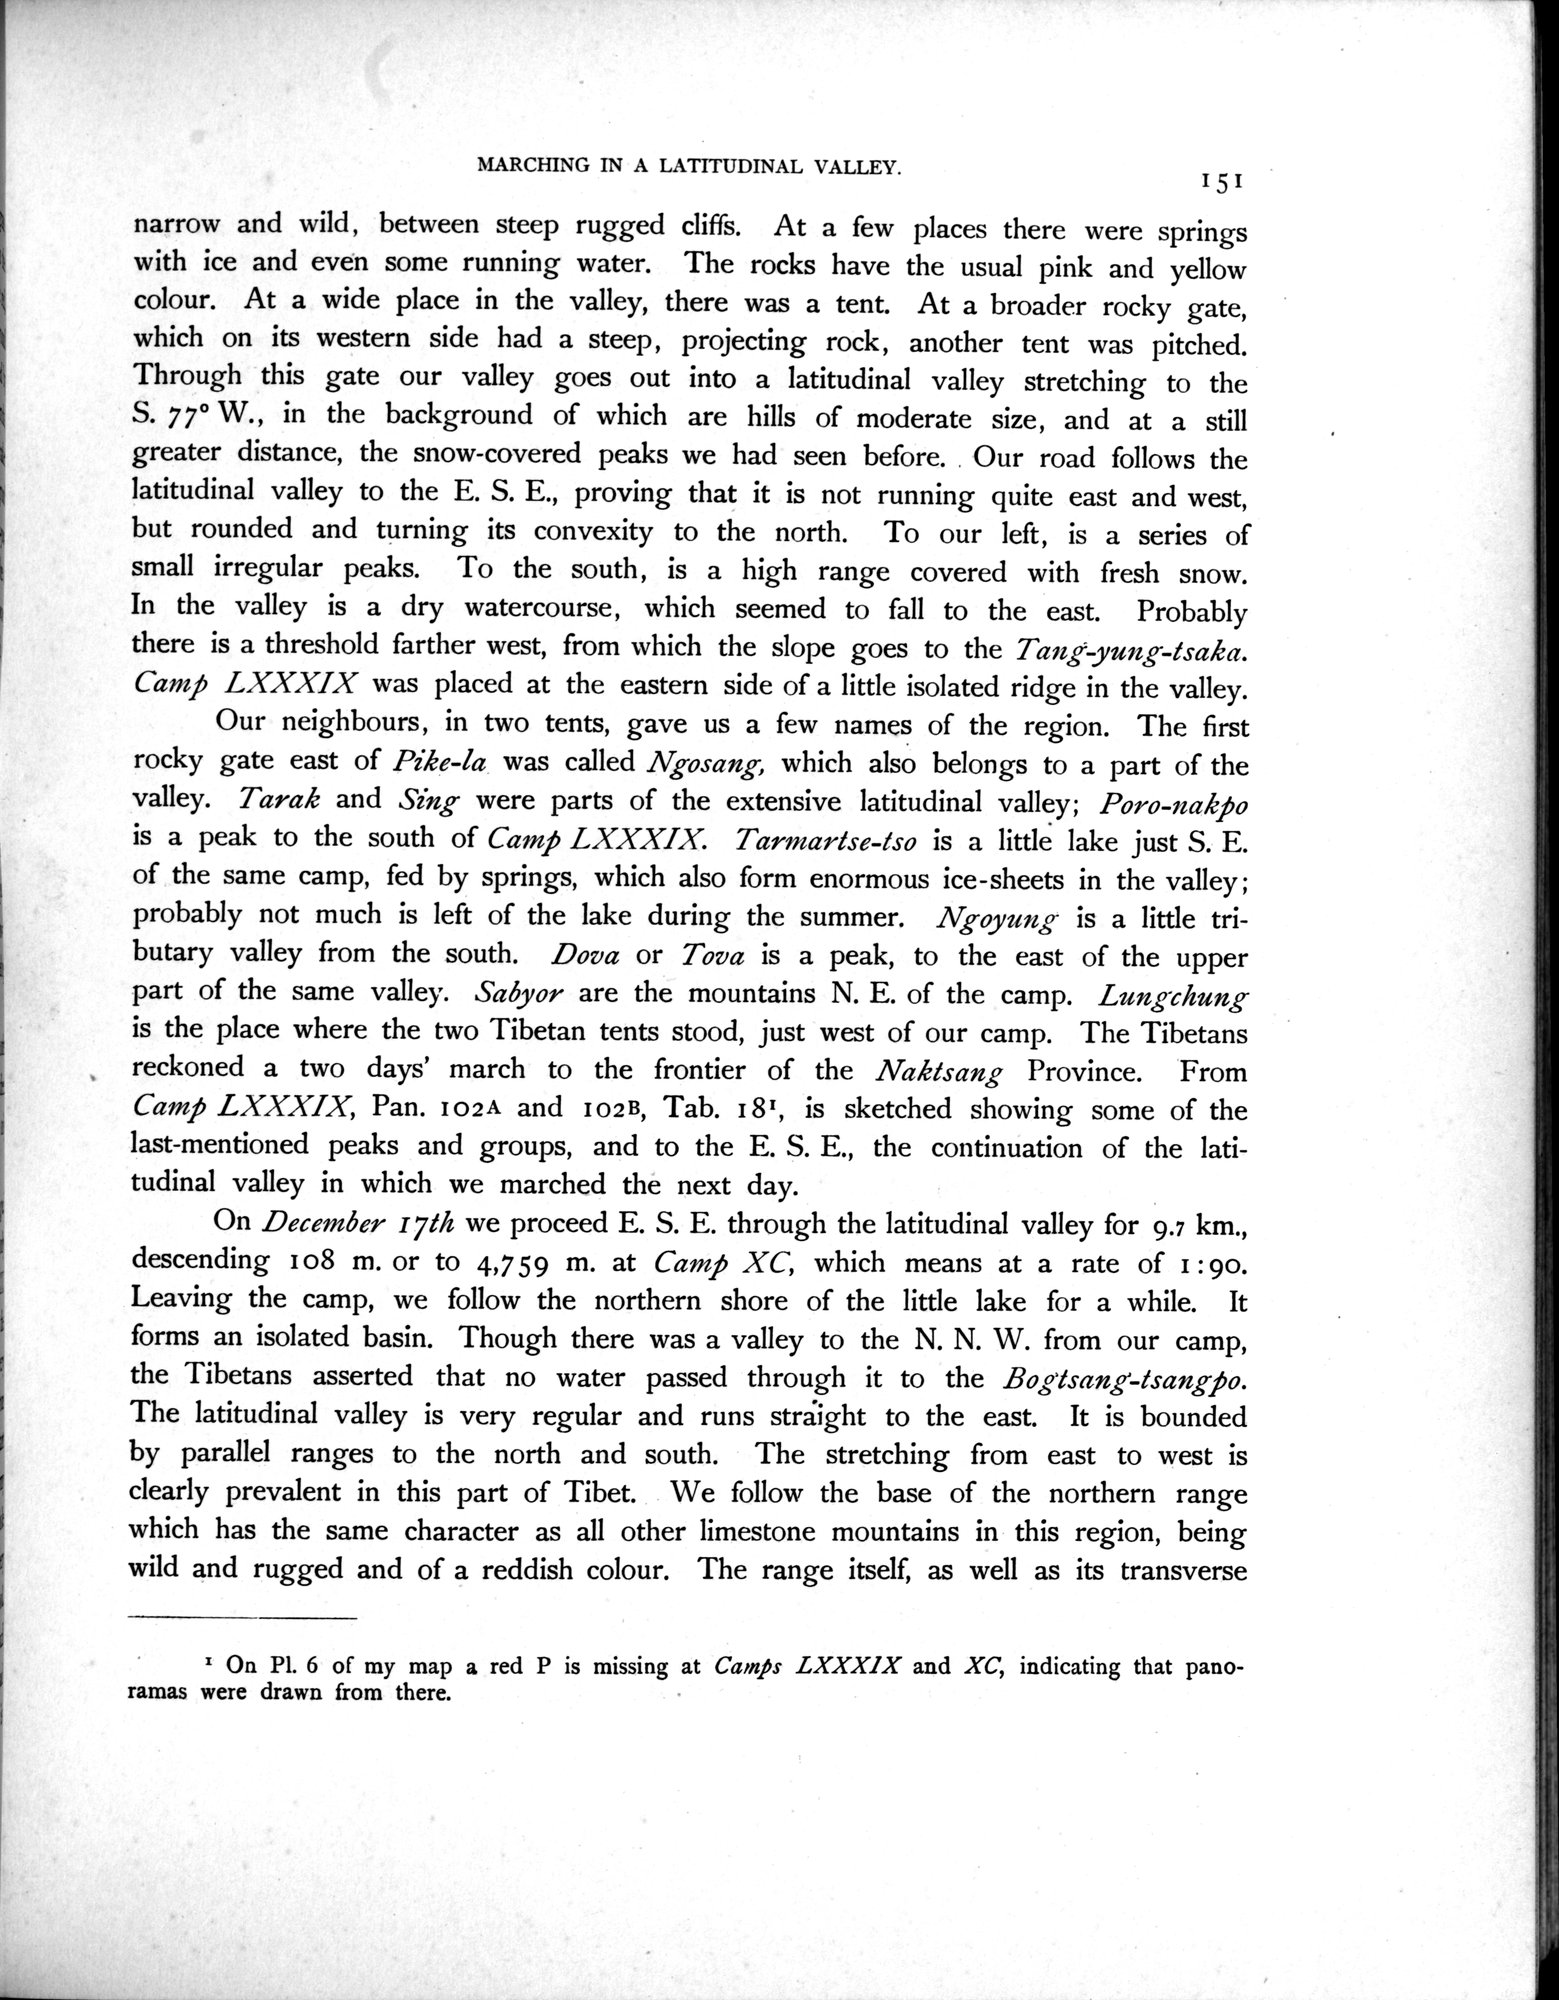 MARCHING IN A LATITUDINAL VALLEY.
151
narrow and wild, between steep rugged cliffs. At a few places there were springs
with ice and even some running water. The rocks have the usual pink and yellow
colour. At a wide place in the valley, there was a tent. At a broader rocky gate,
which on its western side had a steep, projecting rock, another tent was pitched.
Through this gate our valley goes out into a latitudinal valley stretching to the
S. 77° W., in the background of which are hills of moderate size, and at a still
greater distance, the snow-covered peaks we had seen before. Our road follows the
latitudinal valley to the E. S. E., proving that it is not running quite east and west,
but rounded and turning its convexity to the north. To our left, is a series of
small irregular peaks. To the south, is a high range covered with fresh snow.
In the valley is a dry watercourse, which seemed to fall to the east. Probably
there is a threshold farther west, from which the slope goes to the Tang-yung-tsaka.
Camp LXXXIX was placed at the eastern side of a little isolated ridge in the valley.
Our neighbours, in two tents, gave us a few names of the region. The first
rocky gate east of Pike-la was called Ngosang, which also belongs to a part of the
valley. Tarak and Sing were parts of the extensive latitudinal valley; Poro-nakpo
is a peak to the south of Camp LXXXIX. Tarmartse-tso is a little lake just S. E.
of the same camp, fed by springs, which also form enormous ice-sheets in the valley;
probably not much is left of the lake during the summer. Ngoyung is a little tri-
butary valley from the south. Dova or Tova is a peak, to the east of the upper
part of the same valley. Sabyor are the mountains N. E. of the camp. Lungchung
is the place where the two Tibetan tents stood, just west of our camp. The Tibetans
reckoned a two days' march to the frontier of the Naktsang Province. From
Camp LXXXIX, Pan. 102A and 102B, Tab. 18¹, is sketched showing some of the
last-mentioned peaks and groups, and to the E. S. E., the continuation of the lati-
tudinal valley in which we marched the next day.
On December 17th we proceed E. S. E. through the latitudinal valley for 9.7 km.,
descending 108 m. or to 4,759 m. at Camp XC, which means at a rate of 1:90.
Leaving the camp, we follow the northern shore of the little lake for a while. It
forms an isolated basin. Though there was a valley to the N. N. W. from our camp,
the Tibetans asserted that no water passed through it to the Bogtsang-tsangpo.
The latitudinal valley is very regular and runs straight to the east. It is bounded
by parallel ranges to the north and south. The stretching from east to west is
clearly prevalent in this part of Tibet. We follow the base of the northern range
which has the same character as all other limestone mountains in this region, being
wild and rugged and of a reddish colour. The range itself, as well as its transverse
¹ On Pl. 6 of my map a red P is missing at Camps LXXXIX and XC, indicating that pano-
ramas were drawn from there.